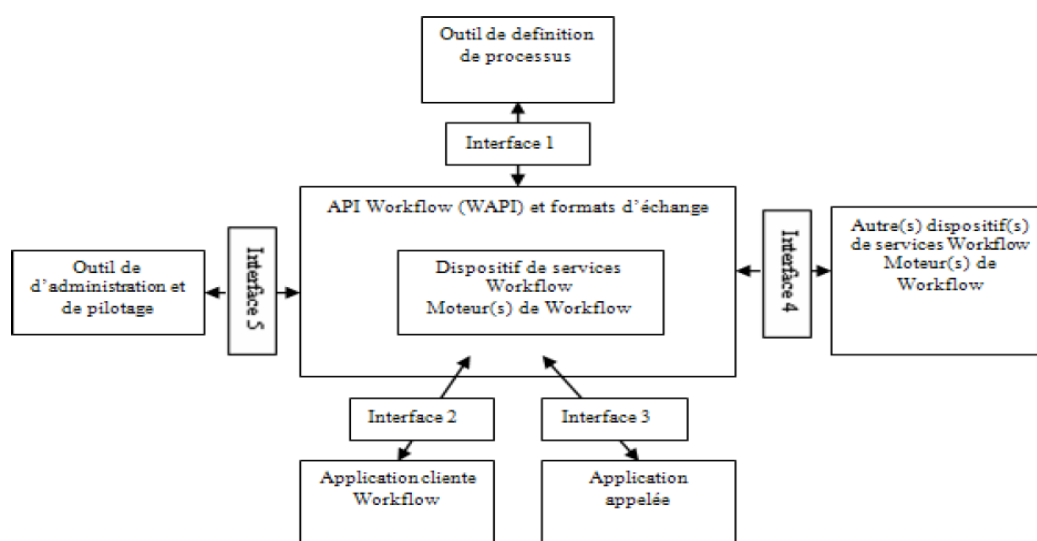 Outil de definition
de processus
Interface 1
API Workflow (WAPI) et formats d'échange
Dispositif de services
Workflow
Moteur(s) de Workflow
Interface 5
Outil de
d'administration et
de pilotage
Interface 4
Autre(s) dispositif(s)
de services Workflow
Moteur(s) de
Workflow
Interface 2
Interface 3
Application cliente
Workflow
Application
appelée